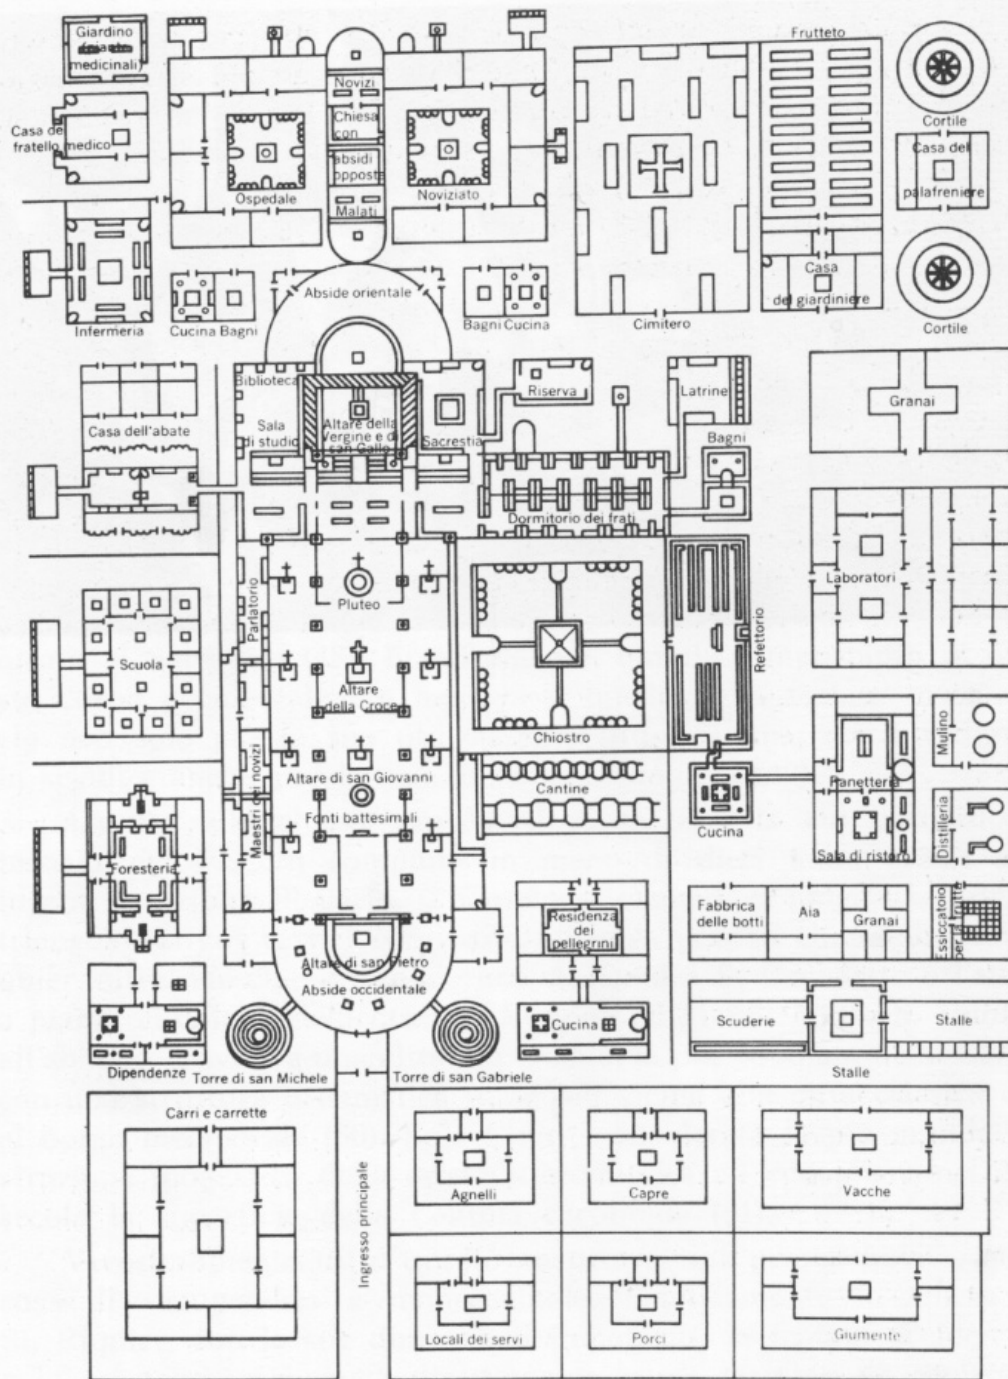 Giardino
(piante
medicinali)
Casa del
fratello medico
Infermeria
Ospedale
Novizi
Chiesa
con
absidi
opposte
Malati
Noviziato
Cucina Bagni
Abside orientale
Bagni Cucina
Cimitero
Frutteto
Casa
del giardiniere
Cortile
Casa del
palafreniere
Cortile
Casa dell'abate
Biblioteca
Sala
di studio
Altare della
Vergine e di
san Gallo
Sacrestia
Riserva
Latrine
Bagni
Granai
Dormitorio dei frati
Laboratori
Scuola
Parlatorio
Pluteo
Altare
della Croce
Chiostro
Refettorio
Altare di san Giovanni
Fonti battesimali
Maestri dei novizi
Cantine
Cucina
Panetteria
Sala di ristoro
Mulino
Distilleria
Foresteria
Altare di san Pietro
Abside occidentale
Residenza
dei
pellegrini
Fabbrica
delle botti
Aia
Granai
Essiccatoio
per la frutta
Cucina
Scuderie
Stalle
Dipendenze
Torre di san Michele
Torre di san Gabriele
Stalle
Carri e carrette
Ingresso principale
Agnelli
Capre
Vacche
Locali dei servi
Porci
Giumente